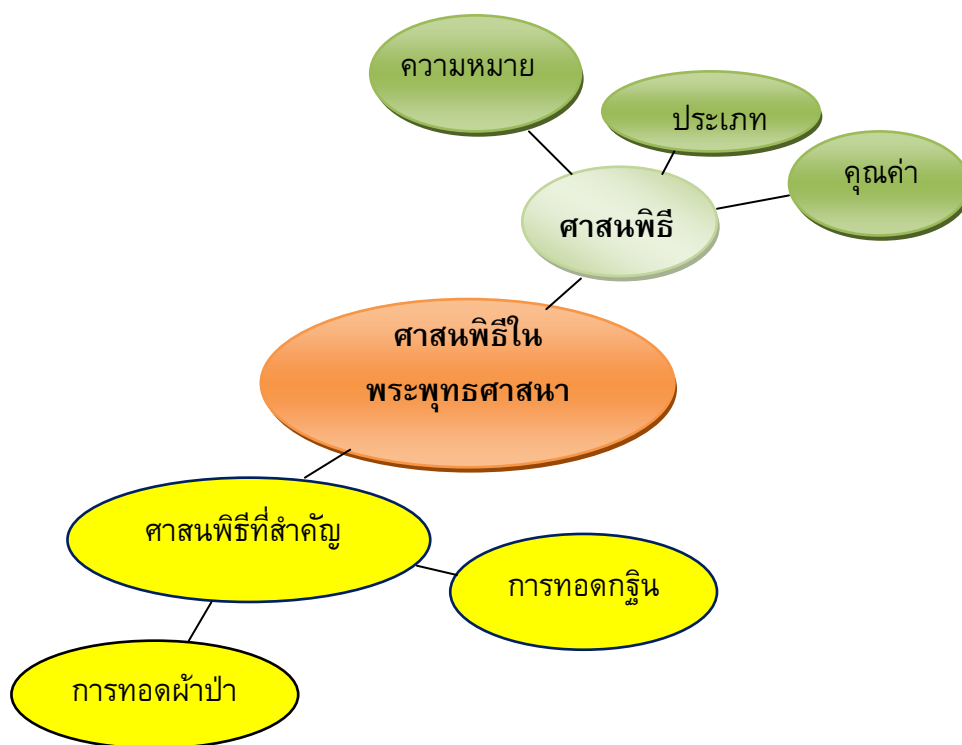 ความหมาย
ประเภท
คุณค่า
ศาสนพิธี
ศาสนพิธีใน
พระพุทธศาสนา
ศาสนพิธีที่สำคัญ
การทอดกฐิน
การทอดผ้าป่า